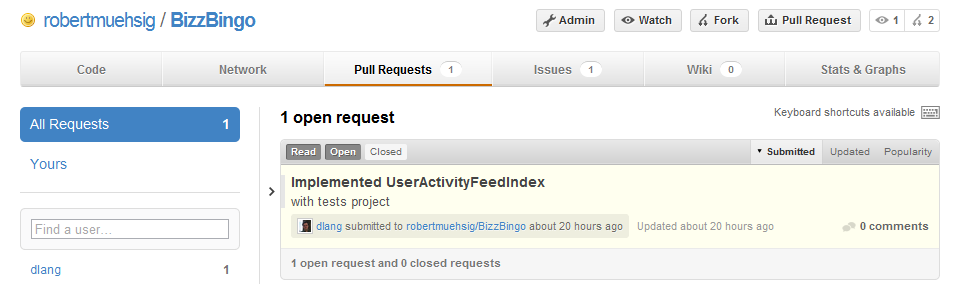 robertmuehsig / BizzBingo
Admin Watch Fork Pull Request 1 2
Code Network Pull Requests 1 Issues 1 Wiki 0 Stats & Graphs
All Requests 1
Yours
Find a user...
dlang 1
1 open request
Keyboard shortcuts available
Read Open Closed
Submitted Updated Popularity
Implemented UserActivityFeedIndex
with tests project
dlang submitted to robertmuehsig/BizzBingo about 20 hours ago Updated about 20 hours ago 0 comments
1 open request and 0 closed requests